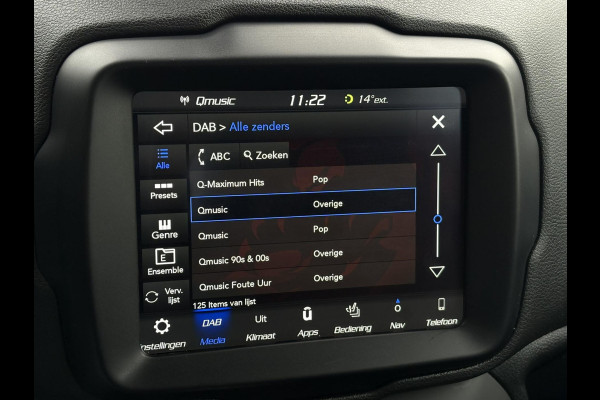 Qmusic 11:22 14°ext.
DAB > Alle zenders
Alle
ABC Zoeken
Q-Maximum Hits Pop
Presets
Qmusic Overige
Qmusic Pop
Genre
Qmusic 90s & 00s Overige
E
Ensemble
Qmusic Foute Uur Overige
Verv. lijst
125 Items van lijst
nstellingen
DAB Media
Uit Klimaat
Apps
Bediening
Nav
Telefoon